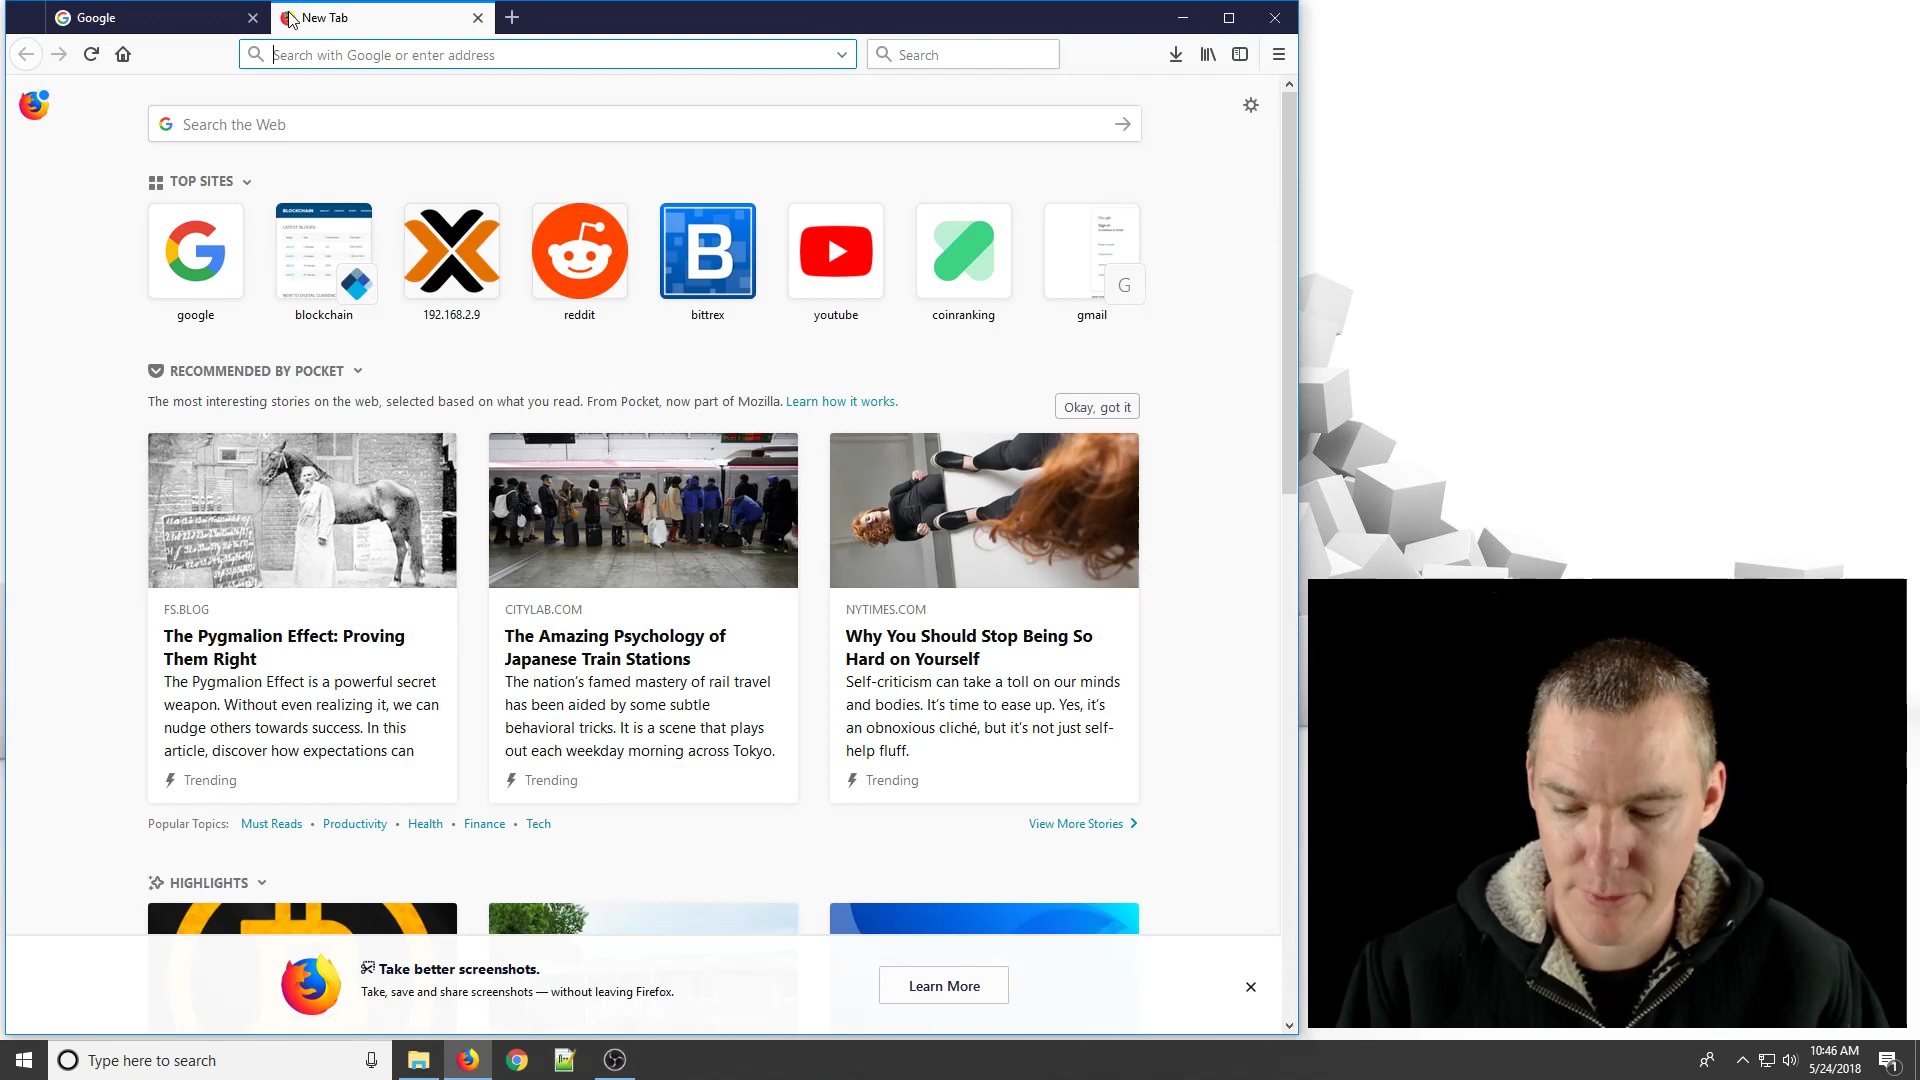 Google
New Tab
Search with Google or enter address
Search
Search the Web
TOP SITES
BLOCKCHAIN
LATEST BLOCKS
B
G
google
blockchain
192.168.2.9
reddit
bittrex
youtube
coinranking
gmail
RECOMMENDED BY POCKET
The most interesting stories on the web, selected based on what you read. From Pocket, now part of Mozilla. Learn how it works.
Okay, got it
FS.BLOG
The Pygmalion Effect: Proving
Them Right
The Pygmalion Effect is a powerful secret
weapon. Without even realizing it, we can
nudge others towards success. In this
article, discover how expectations can
Trending
CITYLAB.COM
The Amazing Psychology of
Japanese Train Stations
The nation’s famed mastery of rail travel
has been aided by some subtle
behavioral tricks. It is a scene that plays
out each weekday morning across Tokyo.
Trending
NYTIMES.COM
Why You Should Stop Being So
Hard on Yourself
Self-criticism can take a toll on our minds
and bodies. It’s time to ease up. Yes, it’s
an obnoxious cliché, but it’s not just self-
help fluff.
Trending
Popular Topics: Must Reads • Productivity • Health • Finance • Tech
View More Stories
HIGHLIGHTS
Take better screenshots.
Take, save and share screenshots — without leaving Firefox.
Learn More
Type here to search
10:46 AM
5/24/2018
1